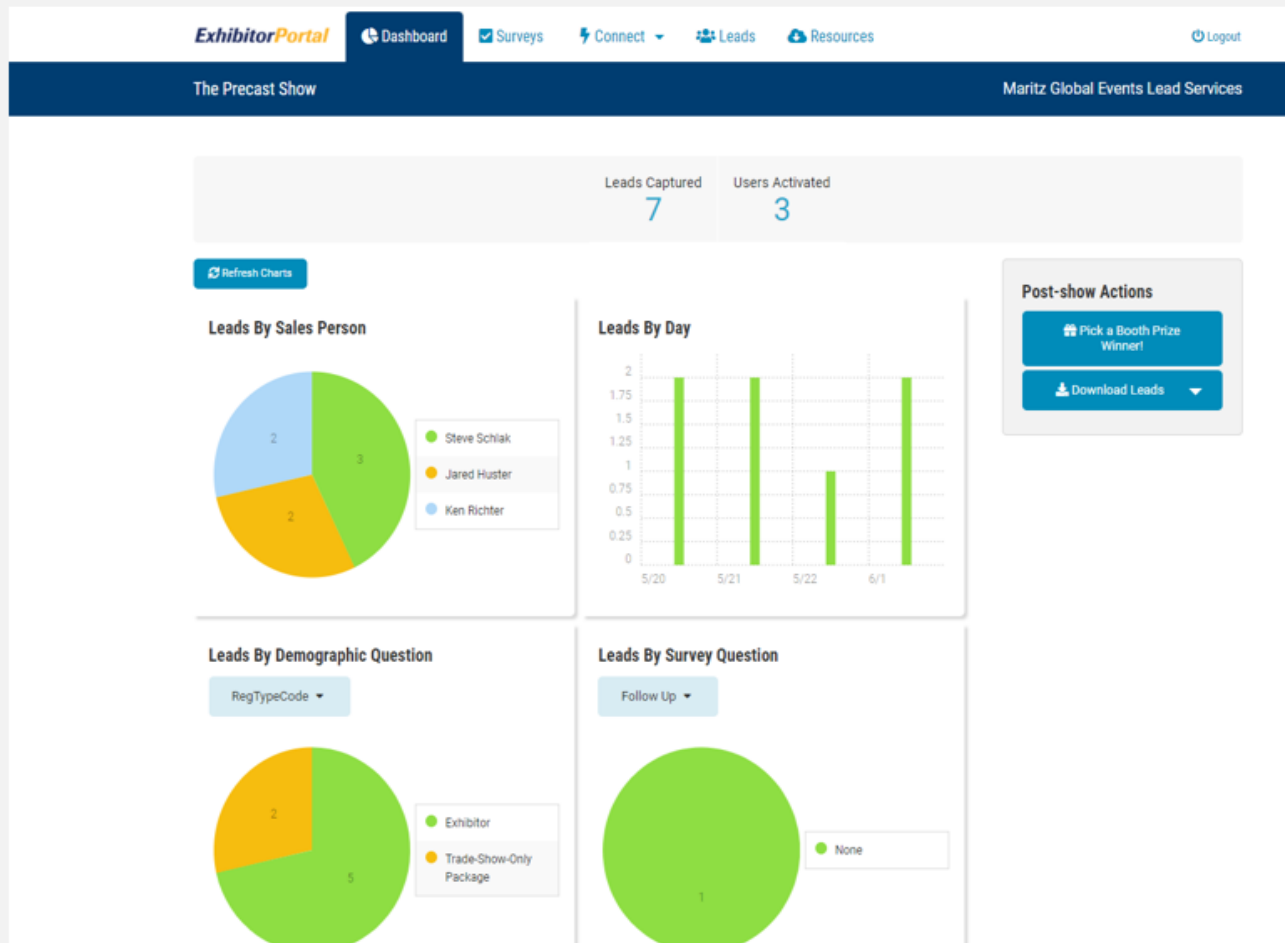 ExhibitorPortal
Dashboard
Surveys
Connect
Leads
Resources
Logout
The Precast Show
Maritz Global Events Lead Services
Leads Captured
7
Users Activated
3
Refresh Charts
Leads By Sales Person
2
3
2
Steve Schlak
Jared Huster
Ken Richter
Leads By Day
2
1.75
1.5
1.25
1
0.75
0.5
0.25
0
5/20
5/21
5/22
6/1
Post-show Actions
Pick a Booth Prize
Winner!
Download Leads
Leads By Demographic Question
RegTypeCode
2
5
Exhibitor
Trade-Show-Only
Package
Leads By Survey Question
Follow Up
1
None